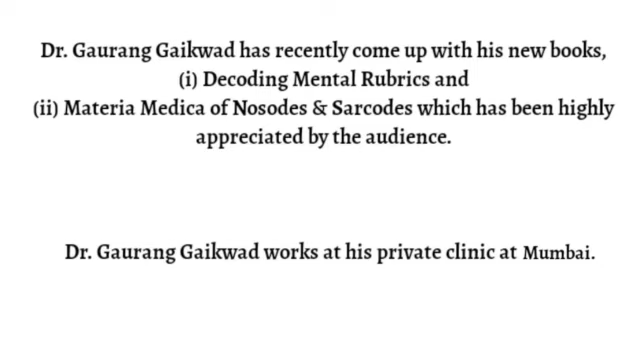 Dr. Gaurang Gaikwad has recently come up with his new books,
(i) Decoding Mental Rubrics and
(ii) Materia Medica of Nosodes & Sarcodes which has been highly
appreciated by the audience.
Dr. Gaurang Gaikwad works at his private clinic at Mumbai.